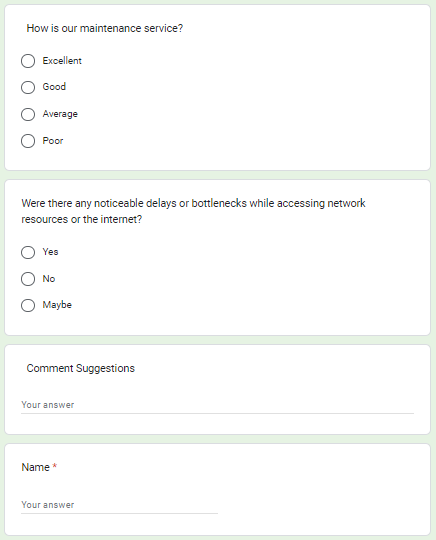 How is our maintenance service?
Excellent
Good
Average
Poor
Were there any noticeable delays or bottlenecks while accessing network
resources or the internet?
Yes
No
Maybe
Comment Suggestions
Your answer
Name *
Your answer